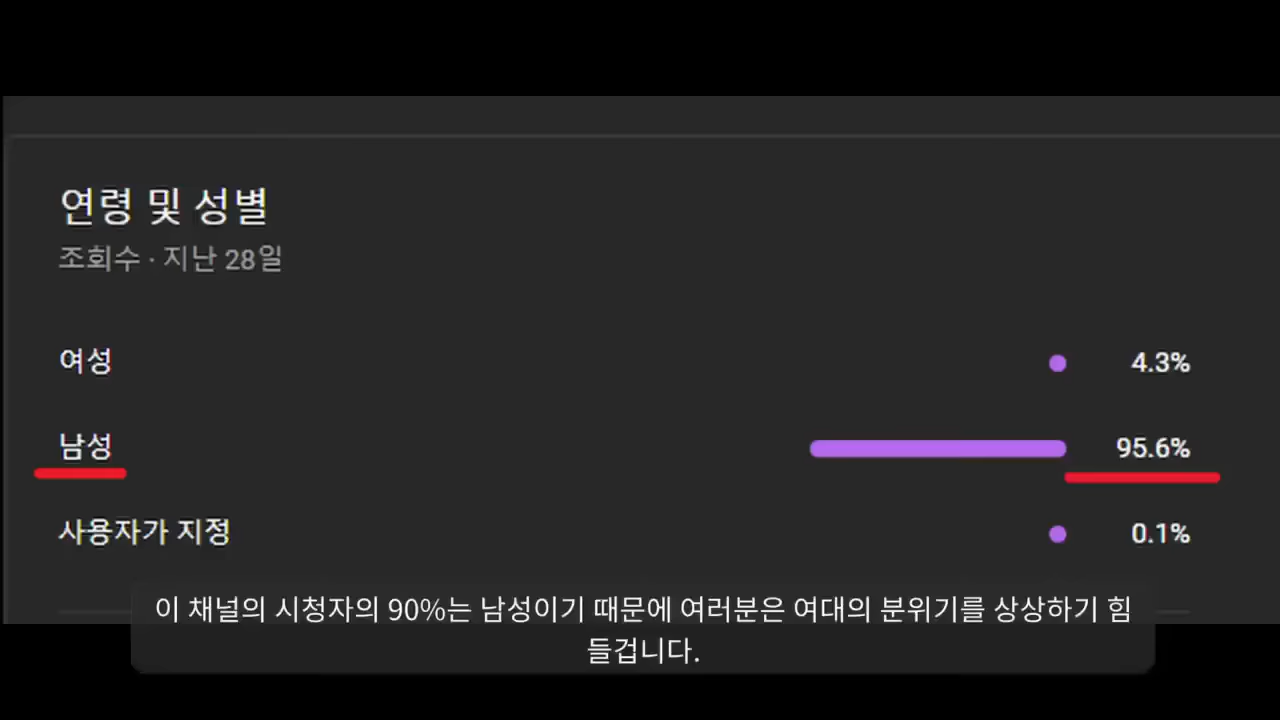 연령 및 성별
조회수 · 지난 28일
여성 4.3%
남성 95.6%
사용자가 지정 0.1%
이 채널의 시청자의 90%는 남성이기 때문에 여러분은 여대의 분위기를 상상하기 힘
들겁니다.